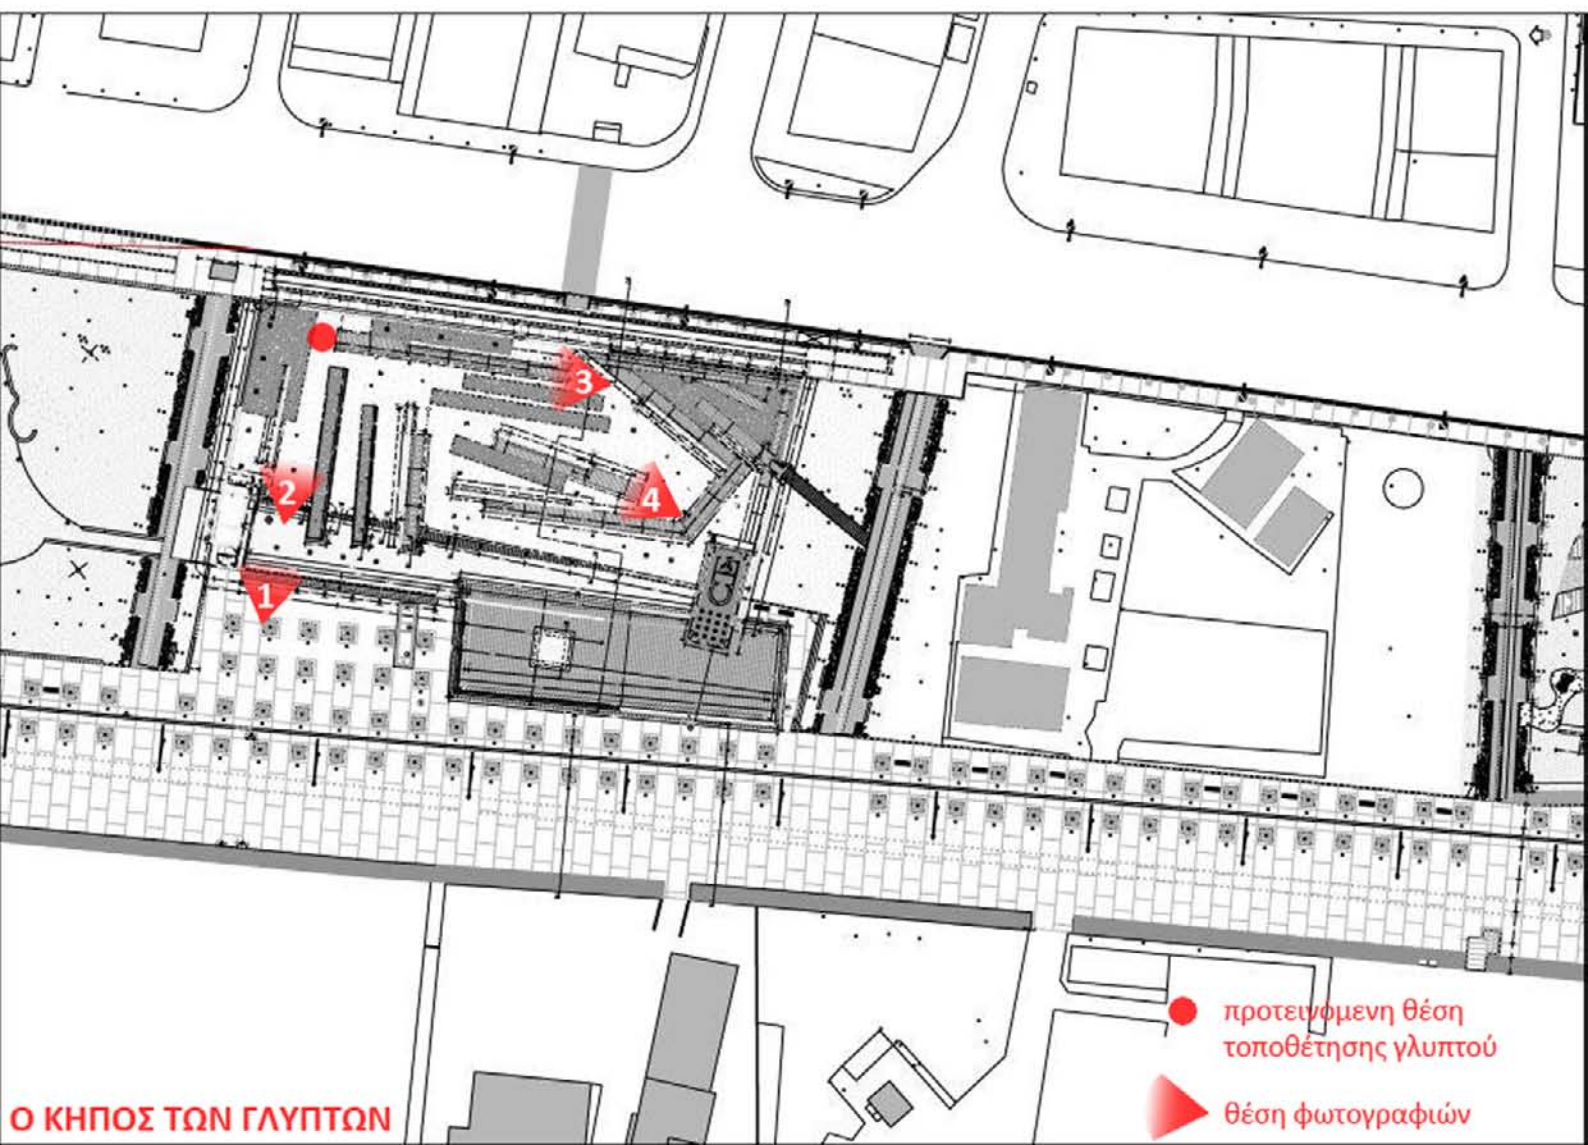 3
2
4
1
προτεινόμενη θέση
τοποθέτησης γλυπτού
θέση φωτογραφιών
Ο ΚΗΠΟΣ ΤΩΝ ΓΛΥΠΤΩΝ